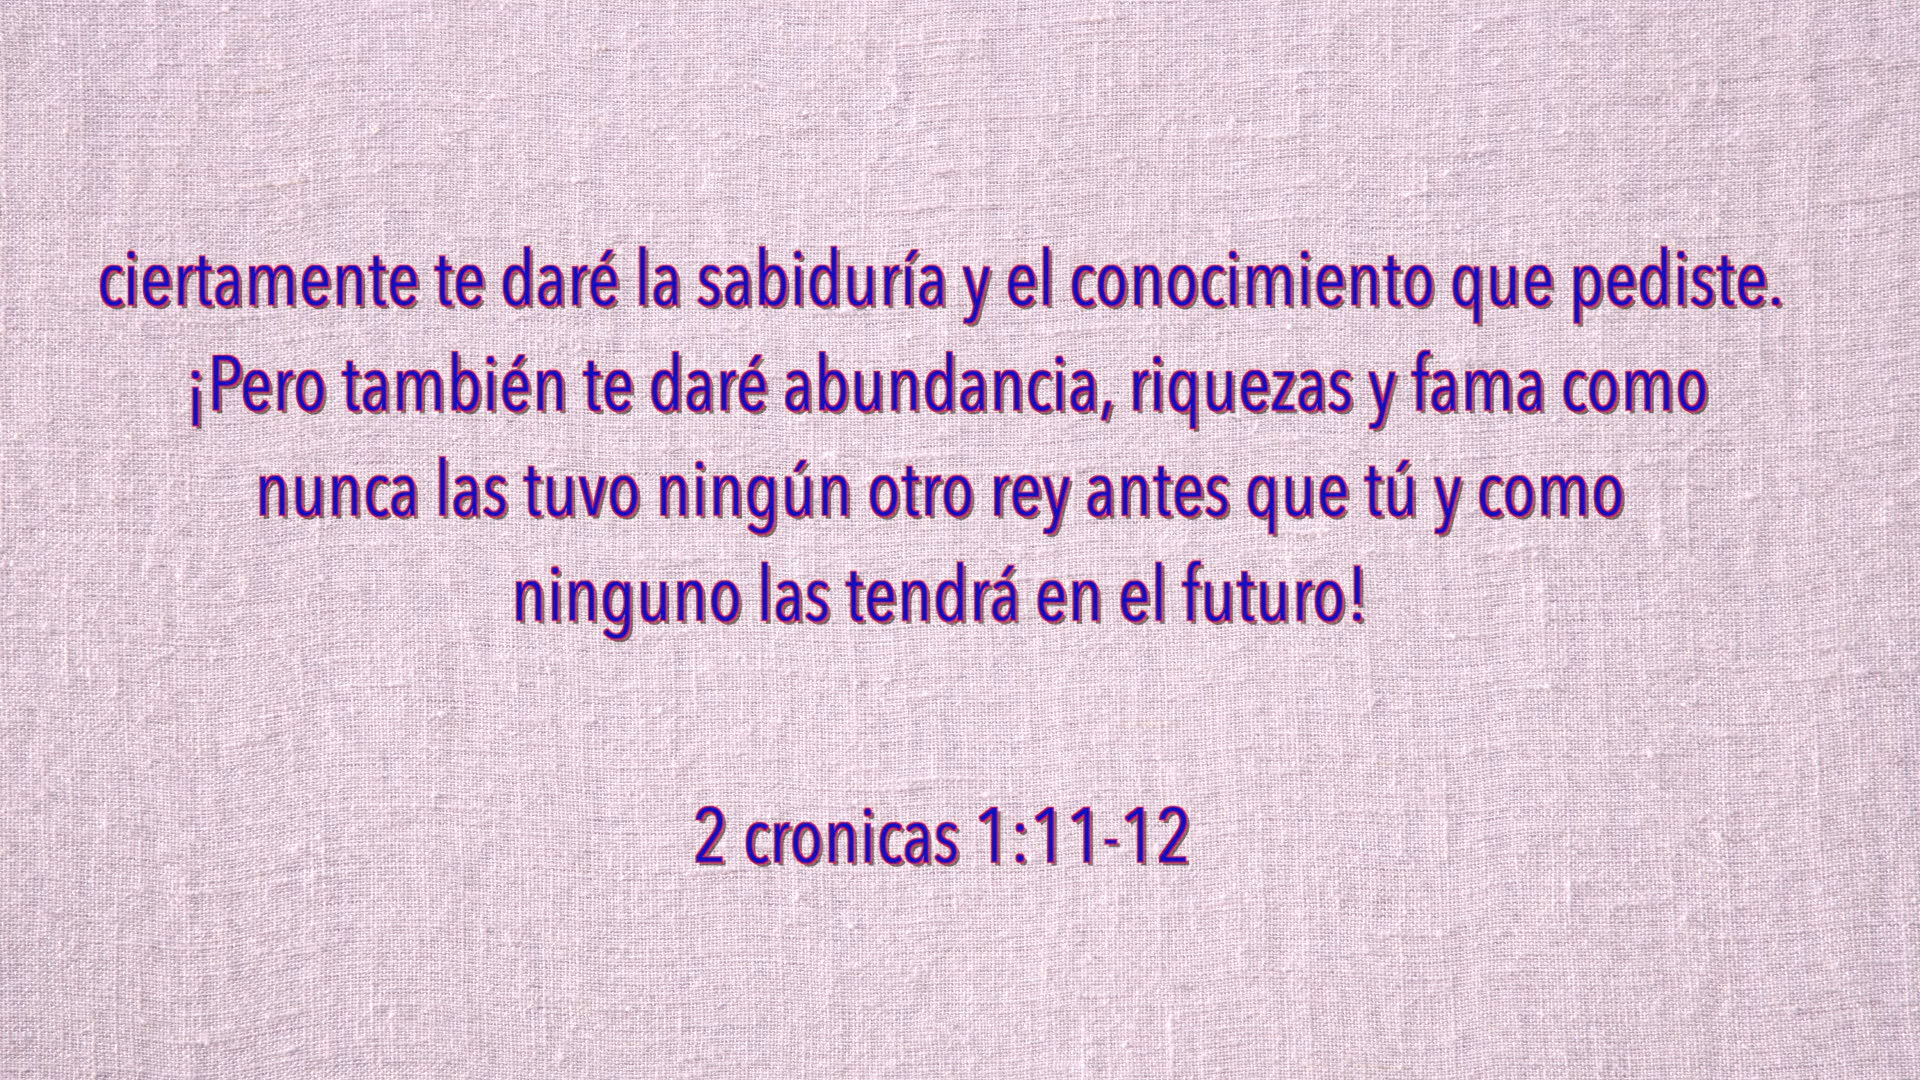 ciertamente te daré la sabiduría y el conocimiento que pediste.
¡Pero también te daré abundancia, riquezas y fama como
nunca las tuvo ningún otro rey antes que tú y como
ninguno las tendrá en el futuro!
2 cronicas 1:11-12